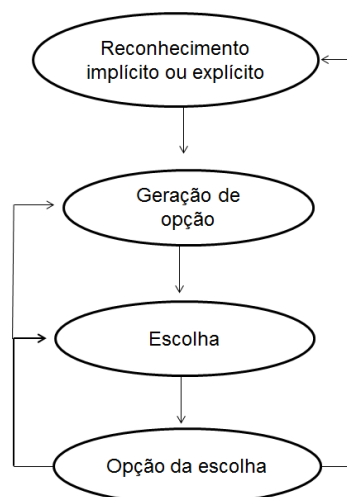 Reconhecimento
implícito ou explícito
Geração de
opção
Escolha
Opção da escolha